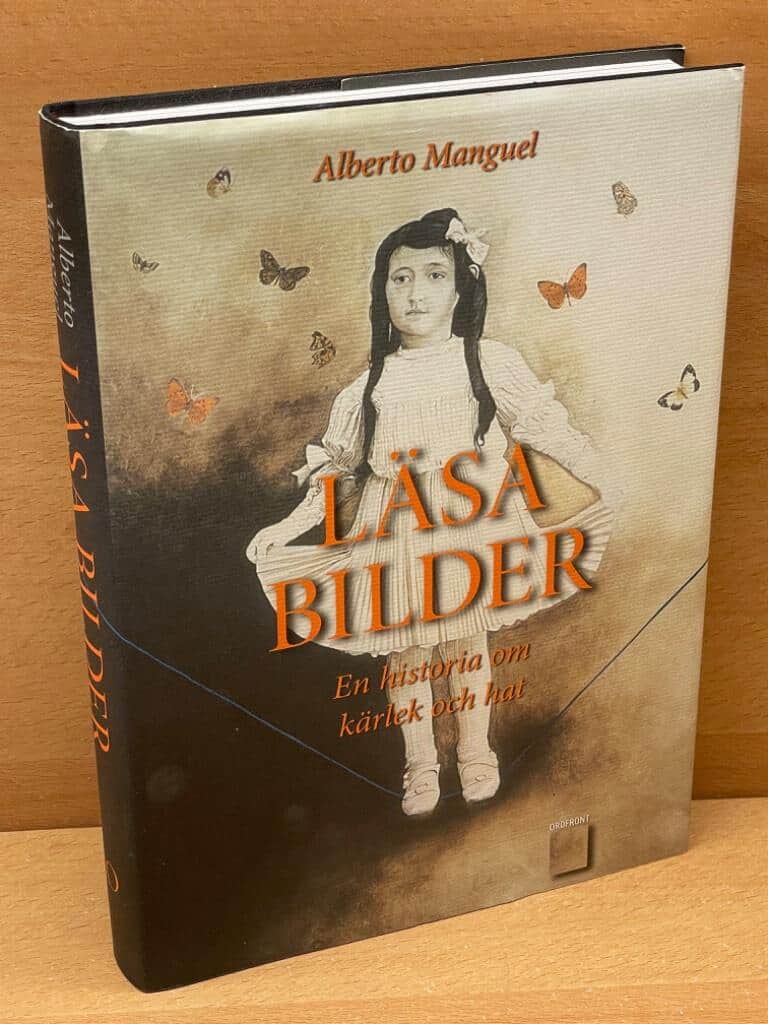 Alberto Manguel
LÄSA
BILDER
En historia om
kärlek och hat
ORDFRONT
Alberto
Manguel
LÄSA BILDER